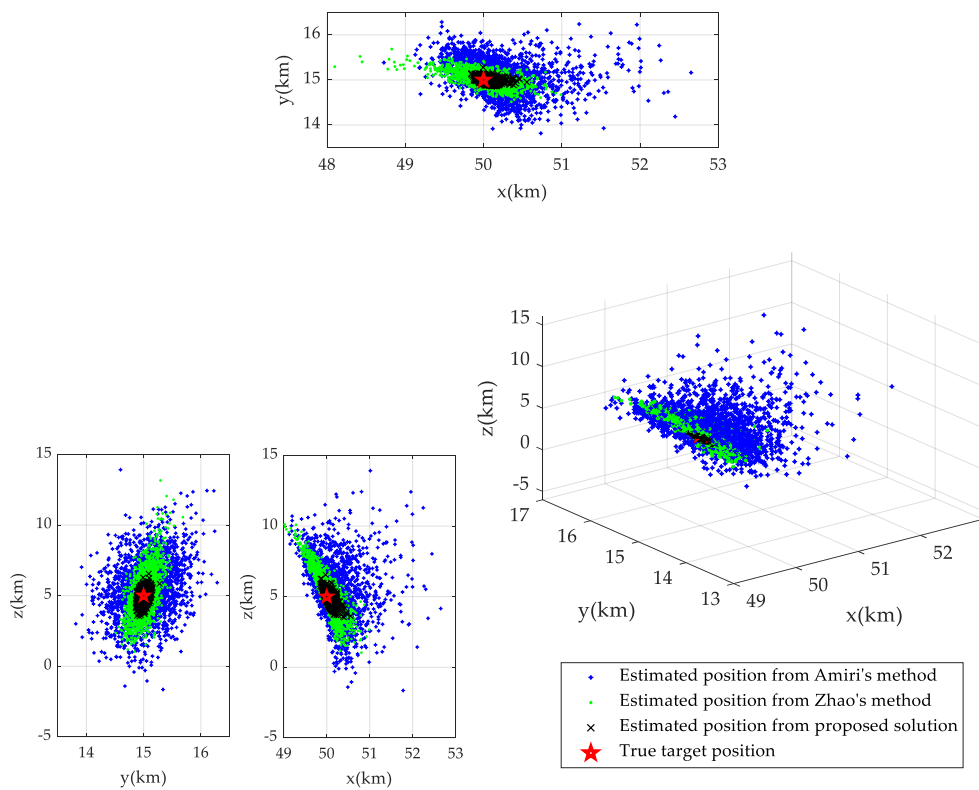 16
15
14
y(km)
48 49 50 51 52 53
x(km)
15
10
5
0
-5
z(km)
14 15 16
y(km)
15
10
5
0
-5
z(km)
49 50 51 52 53
x(km)
15
10
5
0
-5
z(km)
17
16
15
14
13
y(km)
49
50
51
52
x(km)
Estimated position from Amiri's method
Estimated position from Zhao's method
Estimated position from proposed solution
True target position